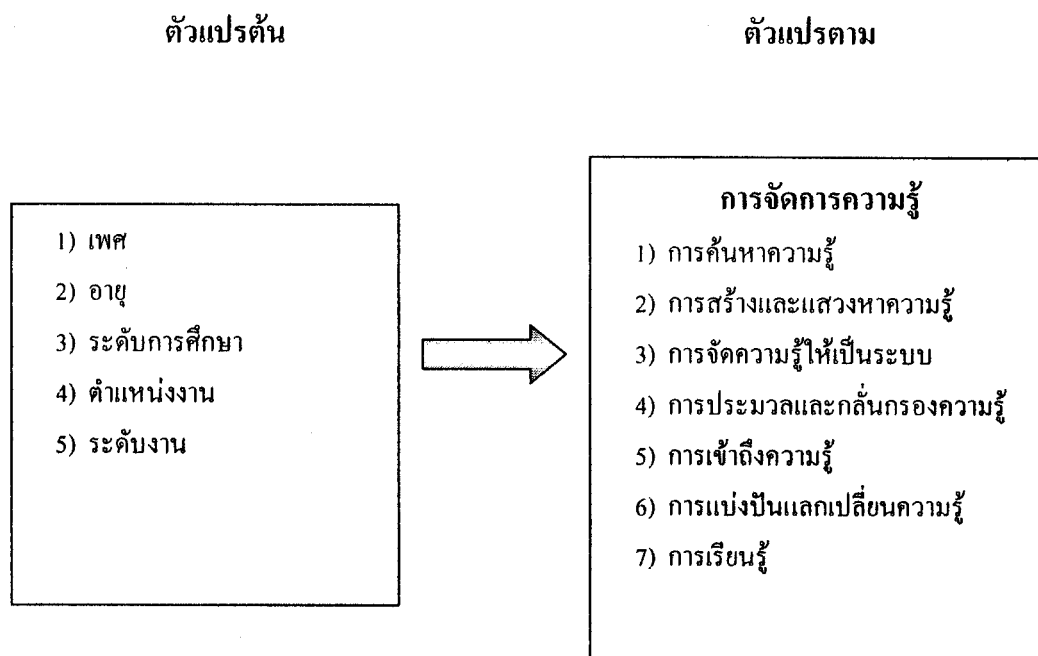 ตัวแปรต้น
ตัวแปรตาม
1) เพศ
2) อายุ
3) ระดับการศึกษา
4) ตำแหน่งงาน
5) ระดับงาน
การจัดการความรู้
1) การค้นหาความรู้
2) การสร้างและแสวงหาความรู้
3) การจัดความรู้ให้เป็นระบบ
4) การประมวลและกลั่นกรองความรู้
5) การเข้าถึงความรู้
6) การแบ่งปันแลกเปลี่ยนความรู้
7) การเรียนรู้